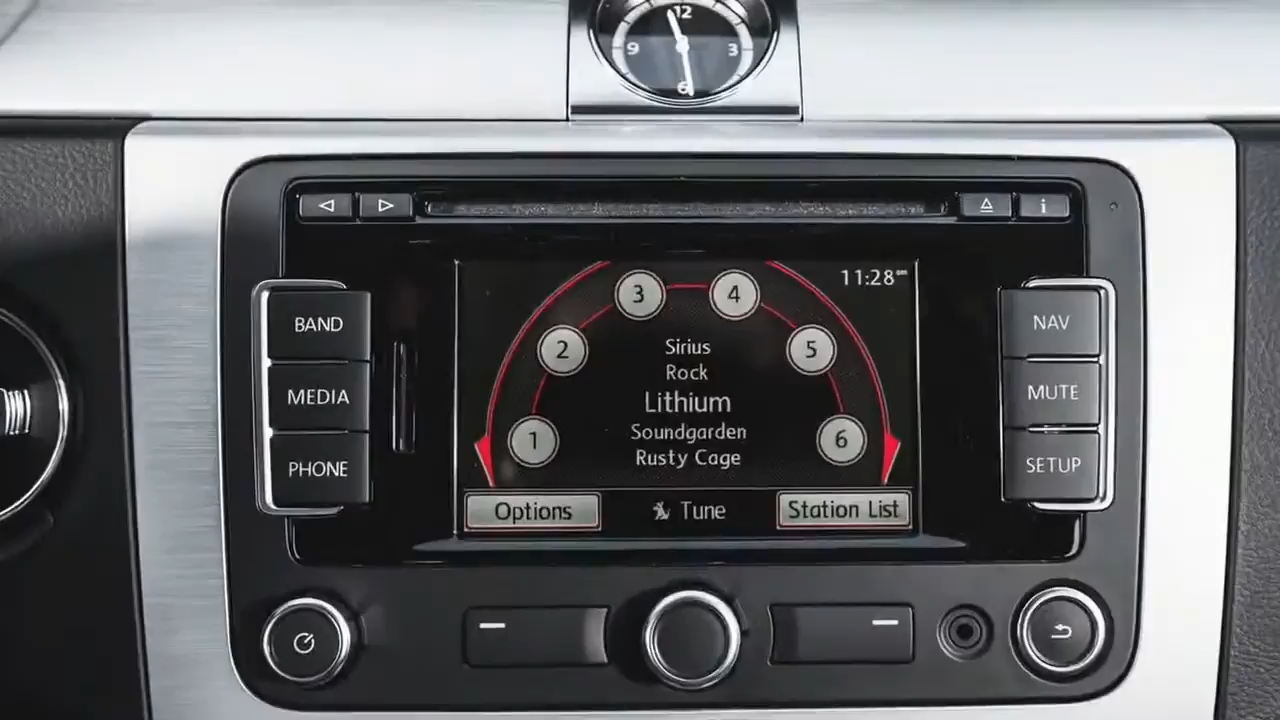 12
9
3
6
i
11:28am
3
4
BAND
NAV
2
5
Sirius
Rock
MEDIA
MUTE
Lithium
1
Soundgarden
6
Rusty Cage
PHONE
SETUP
Options
Tune
Station List